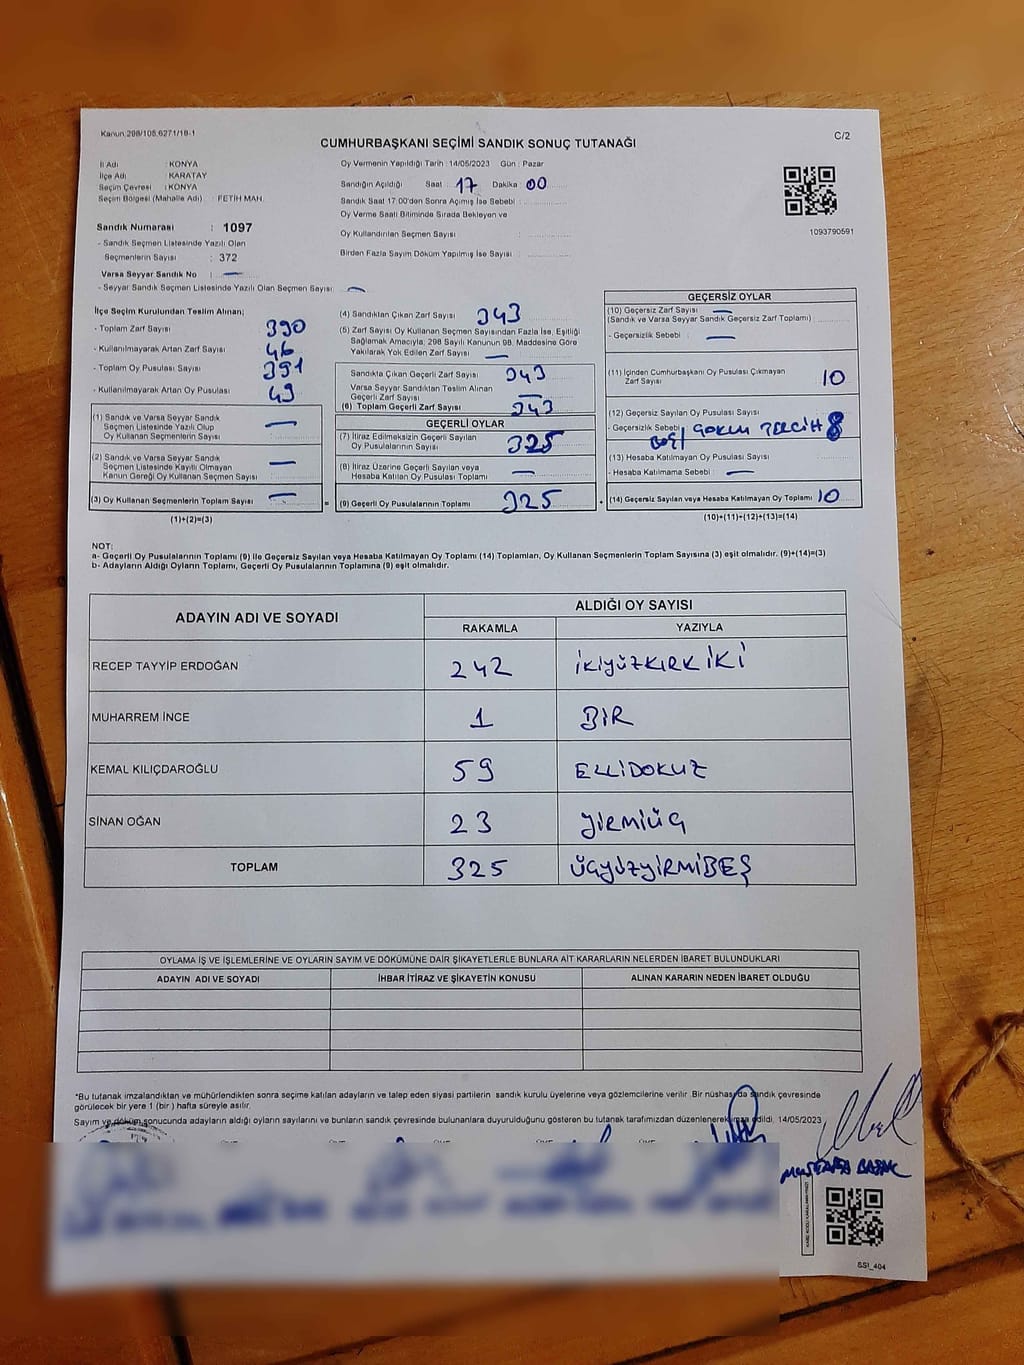 Kanun,298/105,6271/18-1
C/2
CUMHURBAŞKANI SEÇİMİ SANDIK SONUÇ TUTANAĞI
İl Adı : KONYA
İlçe Adı : KARATAY
Seçim Çevresi : KONYA
Seçim Bölgesi (Mahalle Adı) : FETİH MAH.
Oy Vermenin Yapıldığı Tarih : 14/05/2023 Gün : Pazar
Sandığın Açıldığı Saat : 17 Dakika : 00
Sandık Saat 17:00'den Sonra Açımış İse Sebebi :
Oy Verme Saati Bitiminde Sırada Bekleyen ve
Oy Kullandırılan Seçmen Sayısı :
Birden Fazla Sayım Döküm Yapılmış İse Sayısı :
1093790591
Sandık Numarası : 1097
- Sandık Seçmen Listesinde Yazılı Olan
Seçmenlerin Sayısı : 372
Varsa Seyyar Sandık No : —
- Seyyar Sandık Seçmen Listesinde Yazılı Olan Seçmen Sayısı: —
İlçe Seçim Kurulundan Teslim Alınan;
- Toplam Zarf Sayısı 390
- Kullanılmayarak Artan Zarf Sayısı 46
- Toplam Oy Pusulası Sayısı 391
- Kullanılmayarak Artan Oy Pusulası 49
(1) Sandık ve Varsa Seyyar Sandık
Seçmen Listesinde Yazılı Olup
Oy Kullanan Seçmenlerin Sayısı —
(2) Sandık ve Varsa Seyyar Sandık
Seçmen Listesinde Kayıtlı Olmayan
Kanun Gereği Oy Kullanan Seçmen Sayısı —
(3) Oy Kullanan Seçmenlerin Toplam Sayısı —
(1)+(2)=(3)
(4) Sandıktan Çıkan Zarf Sayısı : 343
(5) Zarf Sayısı Oy Kullanan Seçmen Sayısından Fazla İse, Eşitliği
Sağlamak Amacıyla, 298 Sayılı Kanunun 98. Maddesine Göre
Yakılarak Yok Edilen Zarf Sayısı —
Sandıkta Çıkan Geçerli Zarf Sayısı : 343
Varsa Seyyar Sandıktan Teslim Alınan
Geçerli Zarf Sayısı —
(6) Toplam Geçerli Zarf Sayısı 343
GEÇERLİ OYLAR
(7) İtiraz Edilmeksizin Geçerli Sayılan
Oy Pusulalarının Sayısı : 325
(8) İtiraz Üzerine Geçerli Sayılan veya
Hesaba Katılan Oy Pusulası Toplamı —
= (9) Geçerli Oy Pusulalarının Toplamı 325 +
GEÇERSİZ OYLAR
(10) Geçersiz Zarf Sayısı —
(Sandık ve Varsa Seyyar Sandık Geçersiz Zarf Toplamı)
- Geçersizlik Sebebi : —
(11) İçinden Cumhurbaşkanı Oy Pusulası Çıkmayan
Zarf Sayısı 10
(12) Geçersiz Sayılan Oy Pusulası Sayısı
- Geçersizlik Sebebi 8
(13) Hesaba Katılmayan Oy Pusulası Sayısı
- Hesaba Katılmama Sebebi : —
(14) Geçersiz Sayılan veya Hesaba Katılmayan Oy Toplamı 10
(10)+(11)+(12)+(13)=(14)
NOT:
a- Geçerli Oy Pusulalarının Toplamı (9) ile Geçersiz Sayılan veya Hesaba Katılmayan Oy Toplamı (14) Toplamları, Oy Kullanan Seçmenlerin Toplam Sayısına (3) eşit olmalıdır. (9)+(14)=(3)
b- Adayların Aldığı Oyların Toplamı, Geçerli Oy Pusulalarının Toplamına (9) eşit olmalıdır.
ADAYIN ADI VE SOYADI ALDIĞI OY SAYISI
RAKAMLA YAZIYLA
RECEP TAYYİP ERDOĞAN 242 İKİYÜZKIRK İKİ
MUHARREM İNCE 1 BİR
KEMAL KILIÇDAROĞLU 59 ELLİDOKUZ
SİNAN OĞAN 23 YİRMİÜÇ
TOPLAM 325 ÜÇYÜZYİRMİBEŞ
OYLAMA İŞ VE İŞLEMLERİNE VE OYLARIN SAYIM VE DÖKÜMÜNE DAİR ŞİKAYETLERLE BUNLARA AİT KARARLARIN NELERDEN İBARET BULUNDUKLARI
ADAYIN ADI VE SOYADI İHBAR İTİRAZ VE ŞİKAYETİN KONUSU ALINAN KARARIN NEDEN İBARET OLDUĞU
*Bu tutanak imzalandıktan ve mühürlendikten sonra seçime katılan adayların ve talep eden siyasi partilerin sandık kurulu üyelerine veya gözlemcilerine verilir .Bir nüshası da sandık çevresinde
görülecek bir yere 1 (bir ) hafta süreyle asılır.
Sayım ve döküm sonucunda adayların aldığı oyların sayılarını ve bunların sandık çevresinde bulunanlara duyurulduğunu gösteren bu tutanak tarafımızdan düzenlenerek imza edildi. 14/05/2023
MUSTAFA
SSI_404